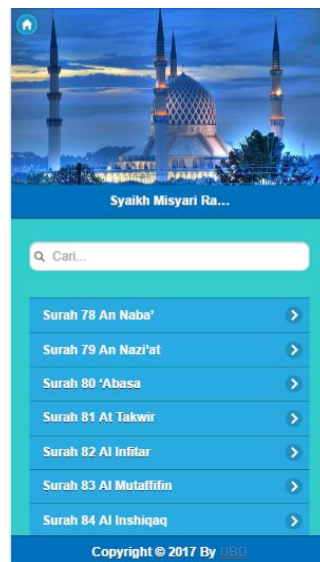 Syaikh Misyari Ra...
Cari...
Surah 78 An Naba'
Surah 79 An Nazi'at
Surah 80 'Abasa
Surah 81 At Takwir
Surah 82 Al Infitar
Surah 83 Al Mutaffifin
Surah 84 Al Inshiqaq
Copyright © 2017 By UBD